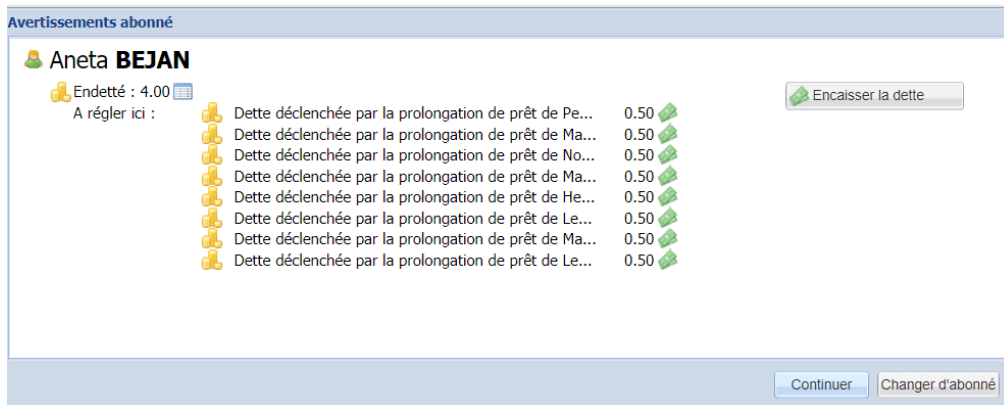 Avertissements abonné
Aneta BEJAN
Endetté : 4.00
Encaisser la dette
A régler ici :
Dette déclenchée par la prolongation de prêt de Pe... 0.50
Dette déclenchée par la prolongation de prêt de Ma... 0.50
Dette déclenchée par la prolongation de prêt de No... 0.50
Dette déclenchée par la prolongation de prêt de Ma... 0.50
Dette déclenchée par la prolongation de prêt de He... 0.50
Dette déclenchée par la prolongation de prêt de Le... 0.50
Dette déclenchée par la prolongation de prêt de Ma... 0.50
Dette déclenchée par la prolongation de prêt de Le... 0.50
Continuer Changer d'abonné